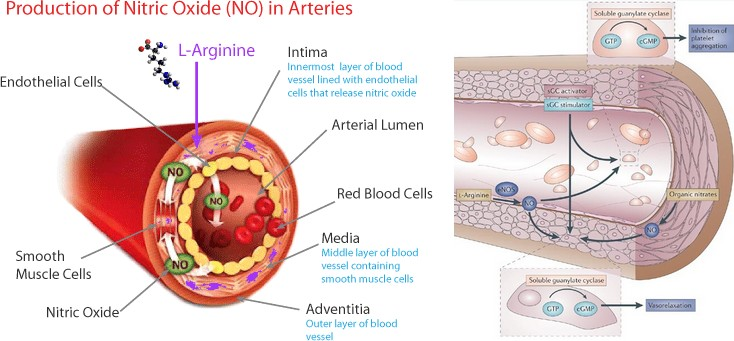 Production of Nitric Oxide (NO) in Arteries
L-Arginine
Endothelial Cells
Intima
Innermost layer of blood
vessel lined with endothelial
cells that release nitric oxide
Arterial Lumen
NO
NO
Red Blood Cells
Smooth
Muscle Cells
Media
Middle layer of blood
vessel containing
smooth muscle cells
NO
Nitric Oxide
Adventitia
Outer layer of blood
vessel
Soluble guanylate cyclase
GTP
cGMP
Inhibition of
platelet
aggregation
sGC activator
sGC stimulator
L-Arginine
NO
Organic nitrates
NO
Soluble guanylate cyclase
GTP
cGMP
Vasorelaxation